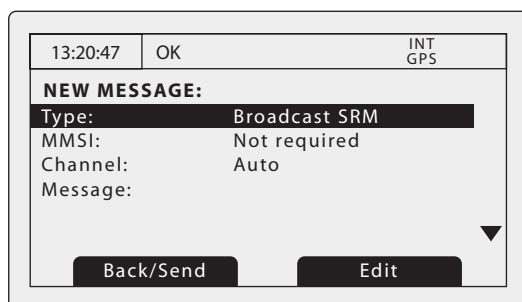 13:20:47 OK INT
GPS
NEW MESSAGE:
Type: Broadcast SRM
MMSI: Not required
Channel: Auto
Message:
Back/Send Edit